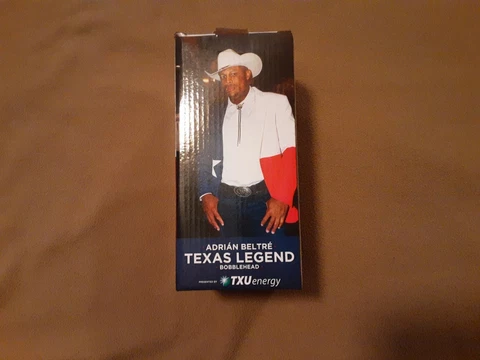 ADRIÁN BELTRÉ
TEXAS LEGEND
BOBBLEHEAD
PRESENTED BY TXU energy